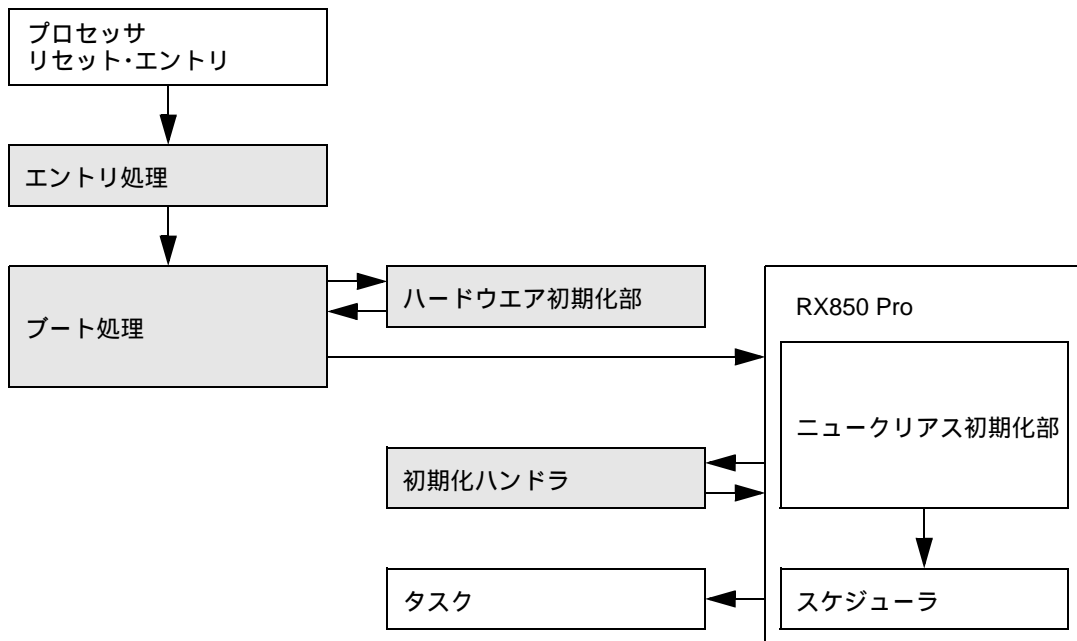 プロセッサ
リセット・エントリ
エントリ処理
ブート処理
ハードウエア初期化部
RX850 Pro
ニュークリアス初期化部
初期化ハンドラ
タスク
スケジューラ